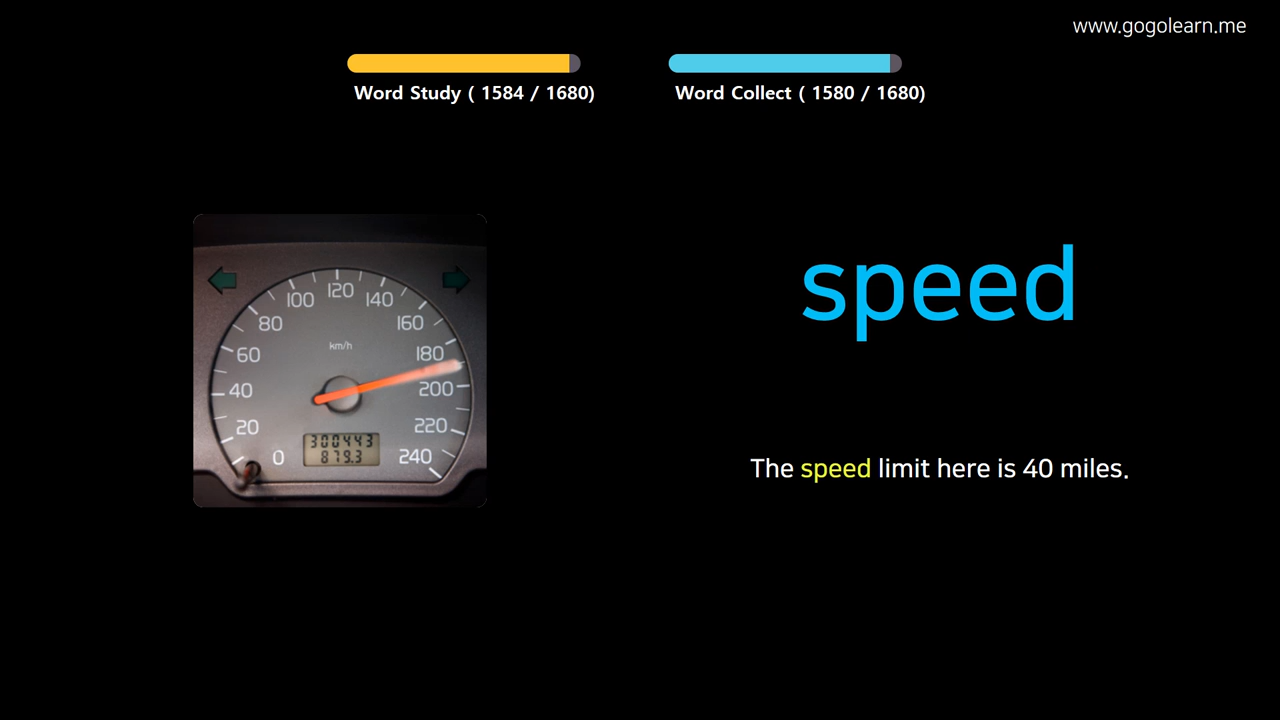 www.gogolearn.me
Word Study ( 1584 / 1680)
Word Collect ( 1580 / 1680)
speed
The speed limit here is 40 miles.
0
20
40
60
80
100
120
140
160
180
200
220
240
km/h
300443
879.3